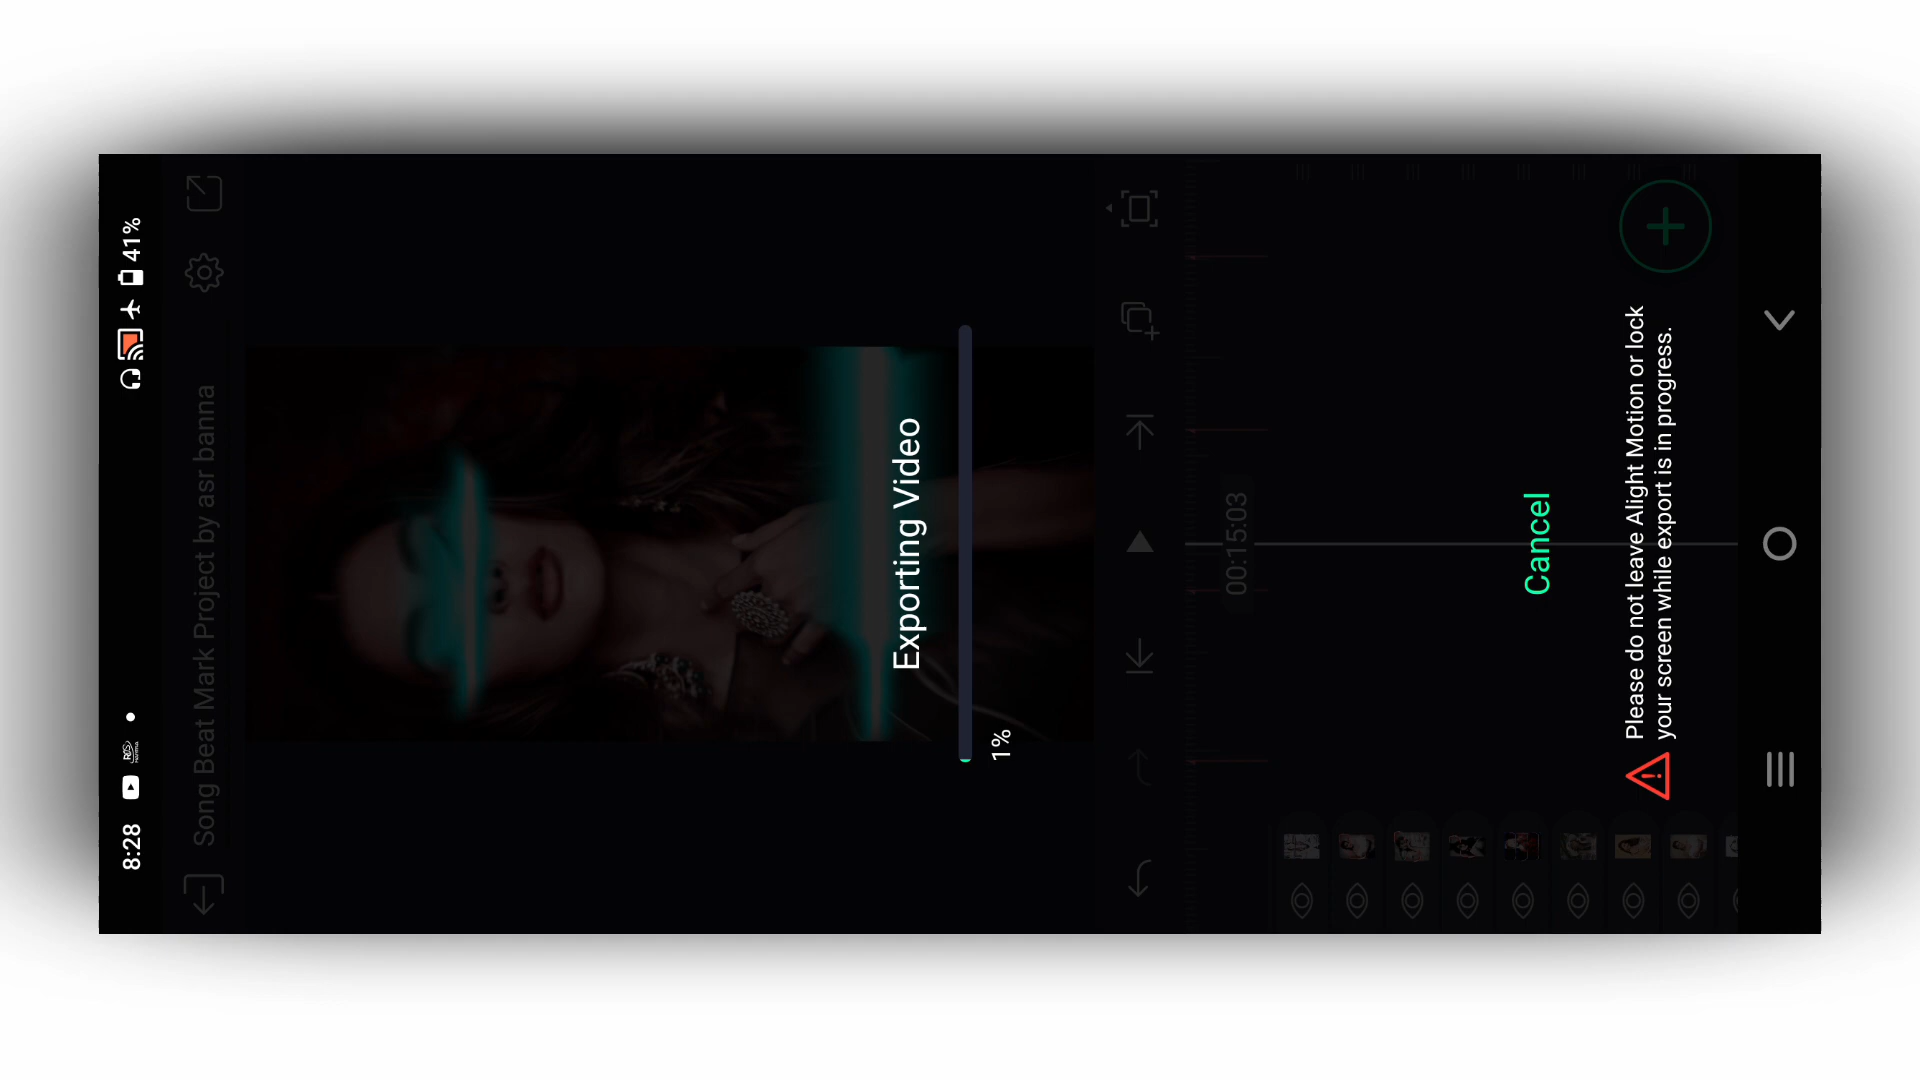 8:28
41%
Song Beat Mark Project by asr banna
Exporting Video
1%
00:15:03
Cancel
Please do not leave Alight Motion or lock
your screen while export is in progress.